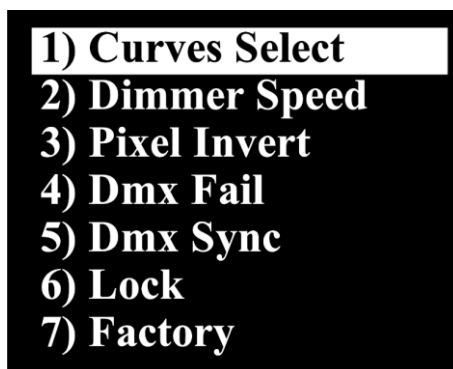 1) Curves Select
2) Dimmer Speed
3) Pixel Invert
4) Dmx Fail
5) Dmx Sync
6) Lock
7) Factory